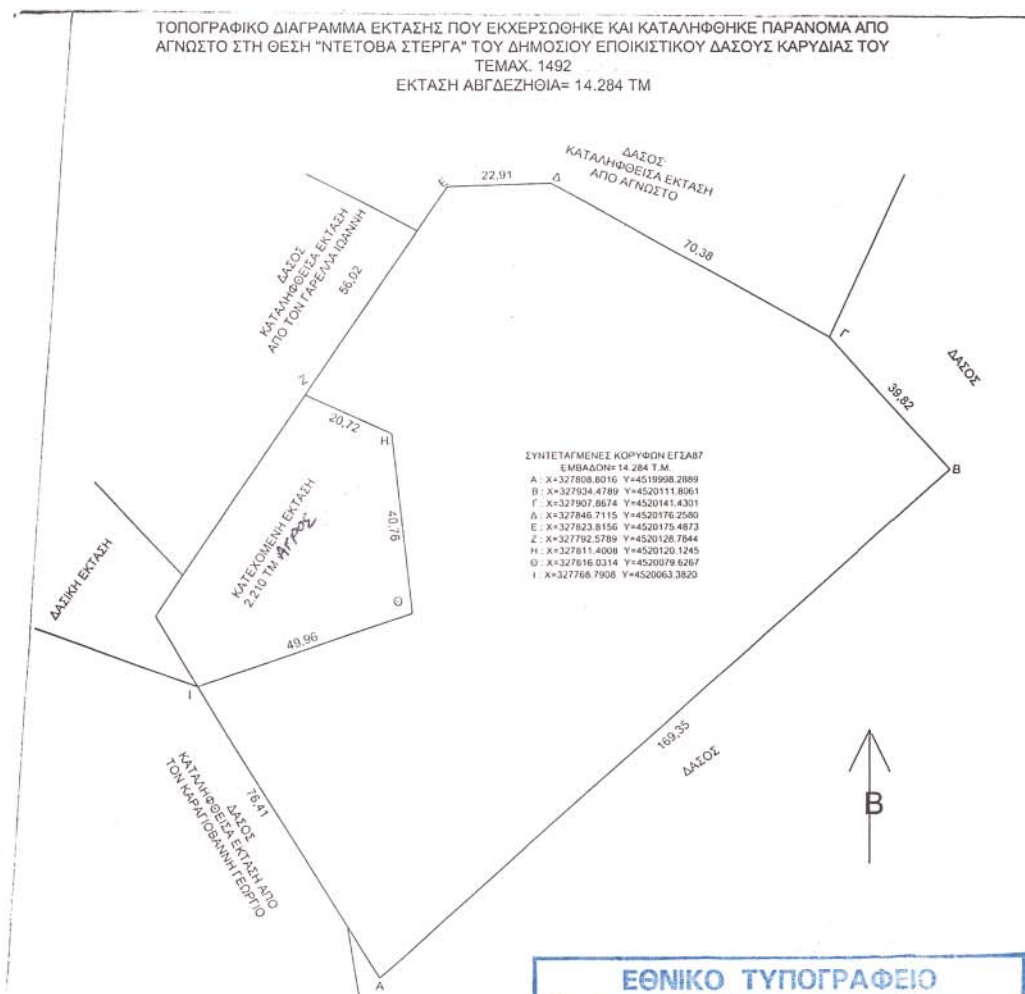 ΤΟΠΟΓΡΑΦΙΚΟ ΔΙΑΓΡΑΜΜΑ ΕΚΤΑΣΗΣ ΠΟΥ ΕΚΧΕΡΣΩΘΗΚΕ ΚΑΙ ΚΑΤΑΛΗΦΘΗΚΕ ΠΑΡΑΝΟΜΑ ΑΠΟ
ΑΓΝΩΣΤΟ ΣΤΗ ΘΕΣΗ "ΝΤΕΤΟΒΑ ΣΤΕΡΓΑ" ΤΟΥ ΔΗΜΟΣΙΟΥ ΕΠΟΙΚΙΣΤΙΚΟΥ ΔΑΣΟΥΣ ΚΑΡΥΔΙΑΣ ΤΟΥ
ΤΕΜΑΧ. 1492
ΕΚΤΑΣΗ ΑΒΓΔΕΖΗΘΙΑ= 14.284 ΤΜ
ΔΑΣΟΣ
ΚΑΤΑΛΗΦΘΕΙΣΑ ΕΚΤΑΣΗ
ΑΠΟ ΑΓΝΩΣΤΟ
Ε
22,91
Δ
70,38
Γ
ΔΑΣΟΣ
ΚΑΤΑΛΗΦΘΕΙΣΑ ΕΚΤΑΣΗ
ΑΠΟ ΤΟΝ ΓΑΡΕΛΛΑ ΙΩΑΝΝΗ
56,02
ΔΑΣΟΣ
39,82
Β
Ζ
20,72
Η
ΣΥΝΤΕΤΑΓΜΕΝΕΣ ΚΟΡΥΦΩΝ ΕΓΣΑ87
ΕΜΒΑΔΟΝ= 14.284 Τ.Μ.
Α : Χ=327808.8016 Υ=4519998.2889
Β : Χ=327934.4789 Υ=4520111.8061
Γ : Χ=327907.8674 Υ=4520141.4301
Δ : Χ=327846.7115 Υ=4520176.2580
Ε : Χ=327823.8156 Υ=4520175.4873
Ζ : Χ=327792.5789 Υ=4520128.7844
Η : Χ=327811.4008 Υ=4520120.1245
Θ : Χ=327816.0314 Υ=4520079.6267
Ι : Χ=327768.7908 Υ=4520063.3820
40,76
ΚΑΤΕΧΟΜΕΝΗ ΕΚΤΑΣΗ
2.210 ΤΜ ΑΓΡΟΣ
ΔΑΣΙΚΗ ΕΚΤΑΣΗ
Θ
49,96
Ι
169,35
ΔΑΣΟΣ
76,41
ΔΑΣΟΣ
ΚΑΤΑΛΗΦΘΕΙΣΑ ΕΚΤΑΣΗ ΑΠΟ
ΤΟΝ ΚΑΡΑΓΙΟΒΑΝΝΗ ΓΕΩΡΓΙΟ
Β
Α
ΕΘΝΙΚΟ ΤΥΠΟΓΡΑΦΕΙΟ